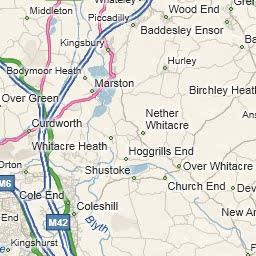 Whateley
Middleton
Piccadilly
Wood End
Baddesley Ensor
Kingsbury
Hurley
Bodymoor Heath
Marston
Birchley Heath
Over Green
Nether
Whitacre
Curdworth
Whitacre Heath
Hoggrills End
Orton
Shustoke
Over Whitacre
M6
Cole End
Church End
Coleshill
Blyth
M42
New
Kingshurst